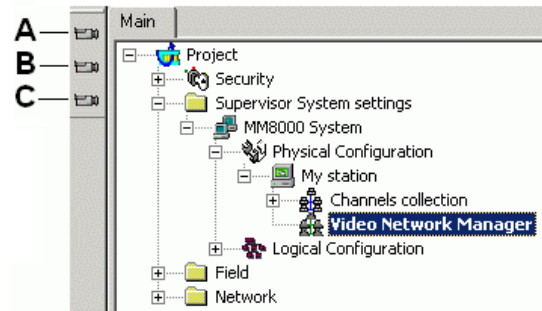 Main
A
Project
B
Security
C
Supervisor System settings
MM8000 System
Physical Configuration
My station
Channels collection
Video Network Manager
Logical Configuration
Field
Network